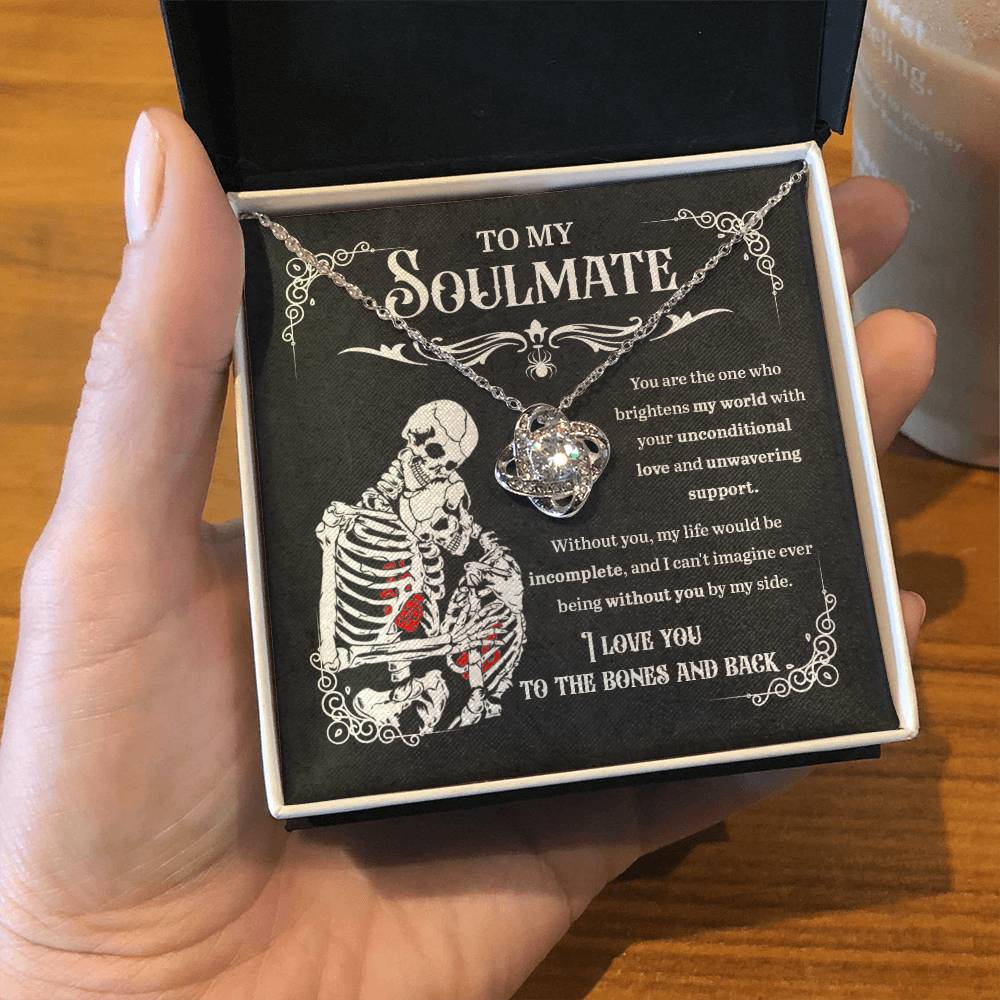 TO MY
SOULMATE
You are the one who
brightens my world with
your unconditional
love and unwavering
support.
Without you, my life would be
incomplete, and I can't imagine ever
being without you by my side.
I LOVE YOU
TO THE BONES AND BACK